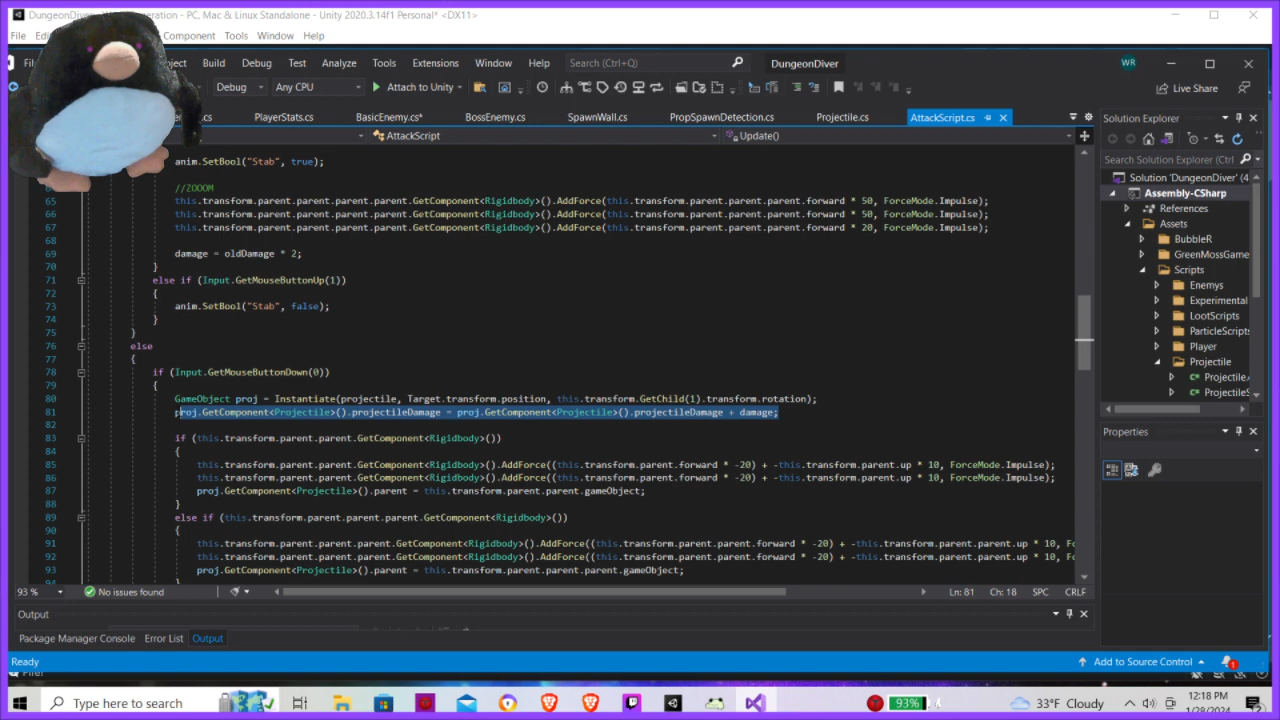 DungeonDiver - W generation - PC, Mac & Linux Standalone - Unity 2020.3.14f1 Personal* <DX11>
File Edi Component Tools Window Help
Fil ject Build Debug Test Analyze Tools Extensions Window Help Search (Ctrl+Q) DungeonDiver WR
Debug Any CPU Attach to Unity Live Share
.cs PlayerStats.cs BasicEnemy.cs* BossEnemy.cs SpawnWall.cs PropSpawnDetection.cs Projectile.cs AttackScript.cs
AttackScript Update()
anim.SetBool("Stab", true);
//ZOOOM
65 this.transform.parent.parent.parent.parent.GetComponent<Rigidbody>().AddForce(this.transform.parent.parent.parent.forward * 50, ForceMode.Impulse);
66 this.transform.parent.parent.parent.parent.GetComponent<Rigidbody>().AddForce(this.transform.parent.parent.parent.forward * 50, ForceMode.Impulse);
67 this.transform.parent.parent.parent.parent.GetComponent<Rigidbody>().AddForce(this.transform.parent.parent.parent.forward * 20, ForceMode.Impulse);
68
69 damage = oldDamage * 2;
70 }
71 else if (Input.GetMouseButtonUp(1))
72 {
73 anim.SetBool("Stab", false);
74 }
75 }
76 else
77 {
78 if (Input.GetMouseButtonDown(0))
79 {
80 GameObject proj = Instantiate(projectile, Target.transform.position, this.transform.GetChild(1).transform.rotation);
81 proj.GetComponent<Projectile>().projectileDamage = proj.GetComponent<Projectile>().projectileDamage + damage;
82
83 if (this.transform.parent.parent.GetComponent<Rigidbody>())
84 {
85 this.transform.parent.parent.GetComponent<Rigidbody>().AddForce((this.transform.parent.forward * -20) + -this.transform.parent.up * 10, ForceMode.Impulse);
86 this.transform.parent.parent.GetComponent<Rigidbody>().AddForce((this.transform.parent.forward * -20) + -this.transform.parent.up * 10, ForceMode.Impulse);
87 proj.GetComponent<Projectile>().parent = this.transform.parent.parent.gameObject;
88 }
89 else if (this.transform.parent.parent.parent.GetComponent<Rigidbody>())
90 {
91 this.transform.parent.parent.parent.GetComponent<Rigidbody>().AddForce((this.transform.parent.parent.forward * -20) + -this.transform.parent.parent.up * 10, Fo
92 this.transform.parent.parent.parent.GetComponent<Rigidbody>().AddForce((this.transform.parent.parent.forward * -20) + -this.transform.parent.parent.up * 10, Fo
93 proj.GetComponent<Projectile>().parent = this.transform.parent.parent.parent.gameObject;
94 }
93 % No issues found Ln: 81 Ch: 18 SPC CRLF
Output
Package Manager Console Error List Output
Ready Add to Source Control 1
Solution Explorer
Search Solution Explorer (Ctrl
Solution 'DungeonDiver' (4
Assembly-CSharp
References
Assets
BubbleR
GreenMossGame
Scripts
Enemys
Experimental
LootScripts
ParticleScripts
Player
Projectile
Projectile.
ProjectileS
Properties
Type here to search 93% 33°F Cloudy 12:18 PM
1/28/2024